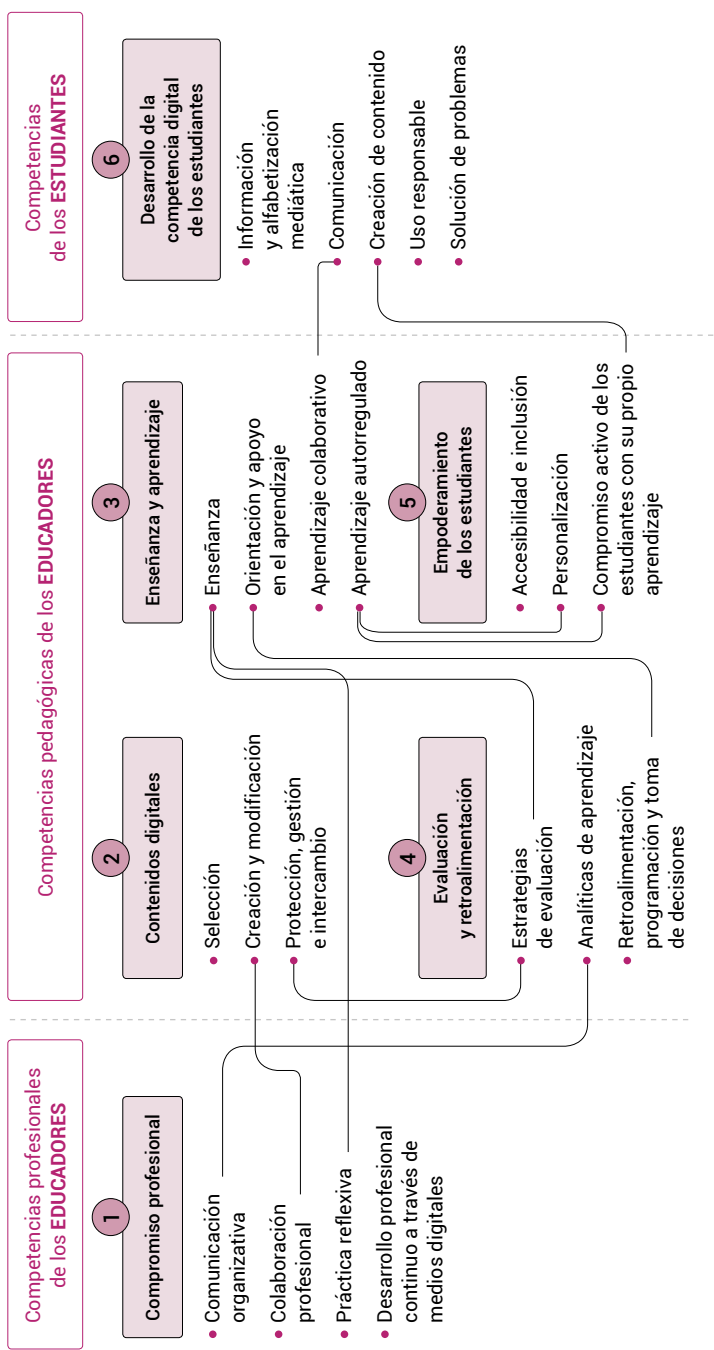 Competencias profesionales
de los EDUCADORES
1
Compromiso profesional
Comunicación
organizativa
Colaboración
profesional
Práctica reflexiva
Desarrollo profesional
continuo a través de
medios digitales
Competencias pedagógicas de los EDUCADORES
2
Contenidos digitales
Selección
Creación y modificación
Protección, gestión
e intercambio
3
Enseñanza y aprendizaje
Enseñanza
Orientación y apoyo
en el aprendizaje
Aprendizaje colaborativo
Aprendizaje autorregulado
4
Evaluación
y retroalimentación
Estrategias
de evaluación
Analíticas de aprendizaje
Retroalimentación,
programación y toma
de decisiones
5
Empoderamiento
de los estudiantes
Accesibilidad e inclusión
Personalización
Compromiso activo de los
estudiantes con su propio
aprendizaje
Competencias
de los ESTUDIANTES
6
Desarrollo de la
competencia digital
de los estudiantes
Información
y alfabetización
mediática
Comunicación
Creación de contenido
Uso responsable
Solución de problemas